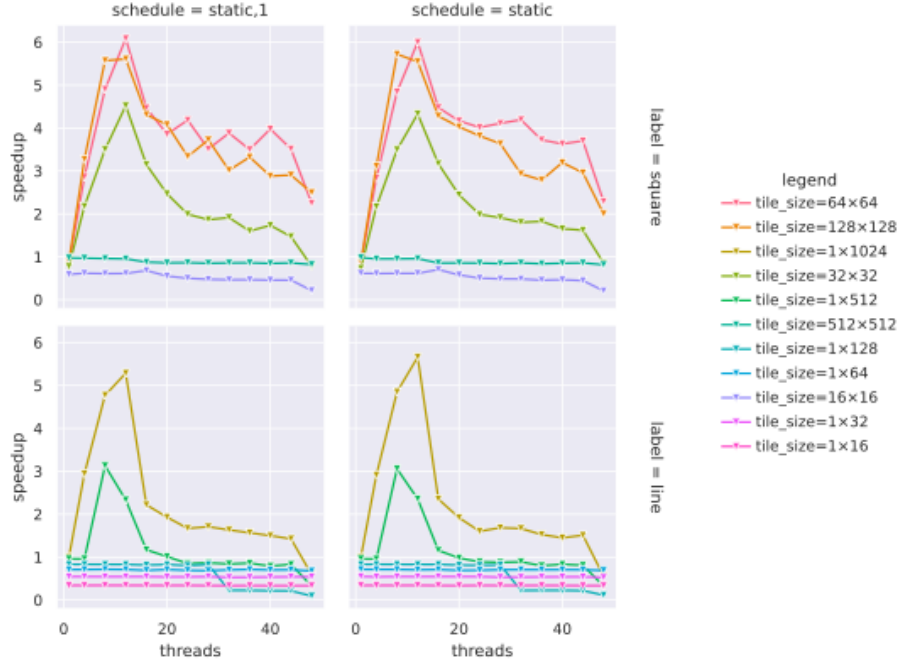 schedule = static,1
schedule = static
6
5
4
3
2
1
0
speedup
label = square
6
5
4
3
2
1
0
speedup
label = line
0
20
40
0
20
40
threads
threads
legend
tile_size=64×64
tile_size=128×128
tile_size=1×1024
tile_size=32×32
tile_size=1×512
tile_size=512×512
tile_size=1×128
tile_size=1×64
tile_size=16×16
tile_size=1×32
tile_size=1×16